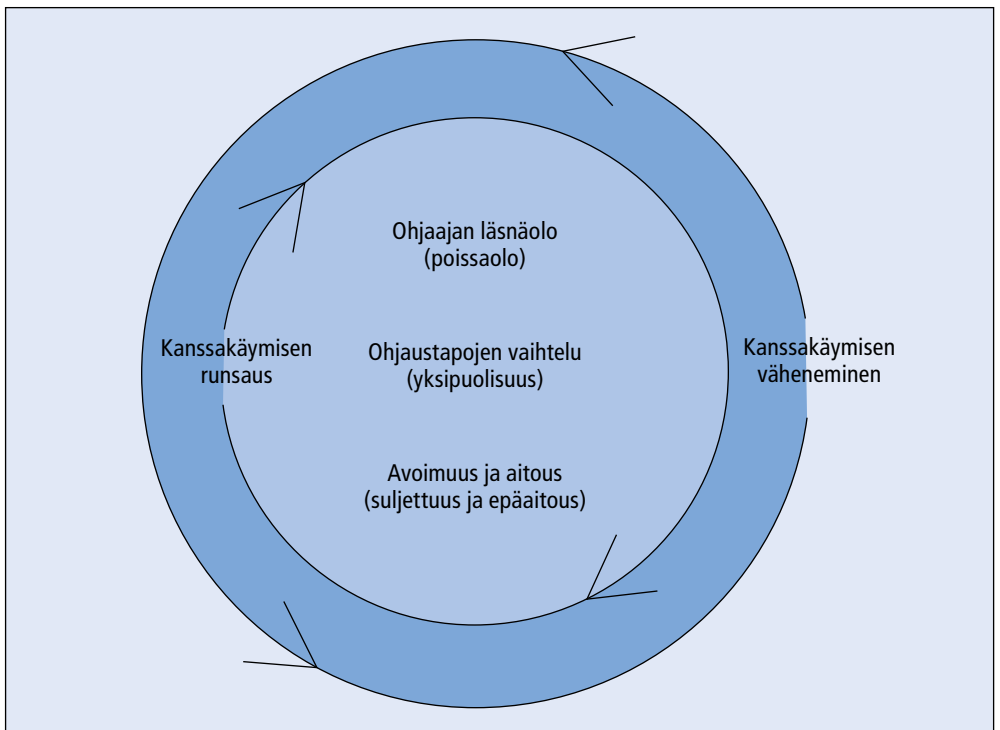 Ohjaajan läsnäolo
(poissaolo)
Kanssakäymisen
runsaus
Ohjaustapojen vaihtelu
(yksipuolisuus)
Kanssakäymisen
väheneminen
Avoimuus ja aitous
(suljettuus ja epäaitous)